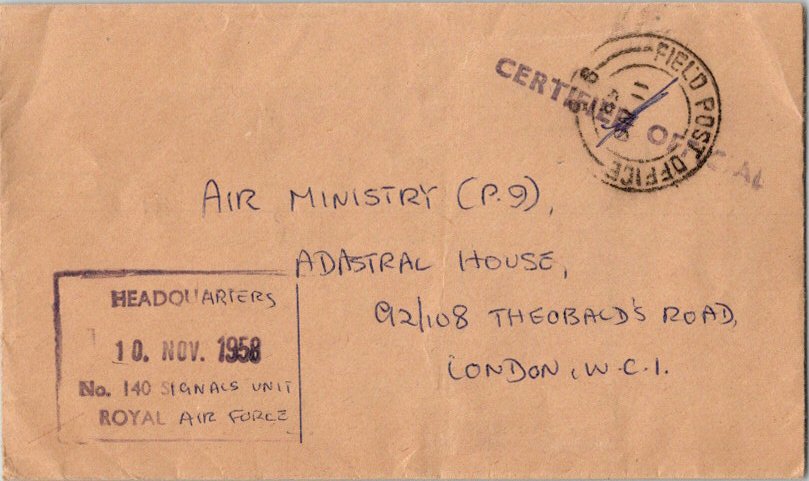 CERTIFIED OFFICIAL
FIELD POST OFFICE
11
AIR MINISTRY (P.9),
ADASTRAL HOUSE,
92/108 THEOBALD'S ROAD,
LONDON, W.C.1.
HEADQUARTERS
10. NOV. 1958
No. 140 SIGNALS UNIT
ROYAL AIR FORCE